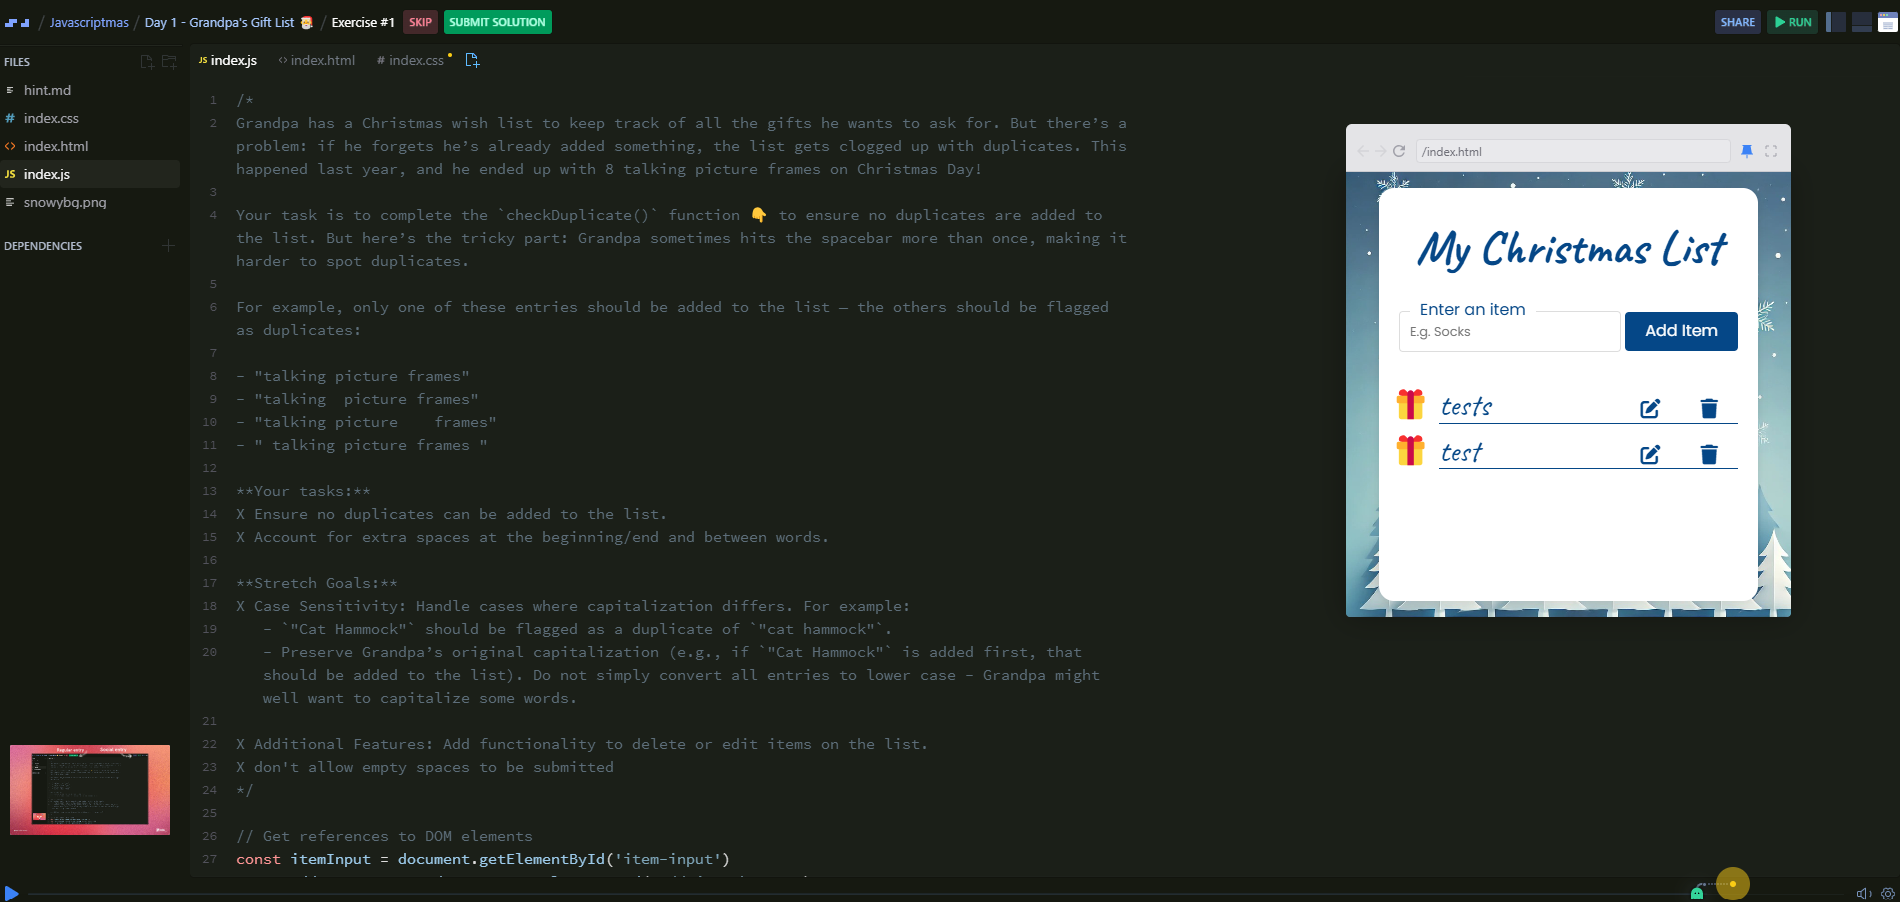 / Javascriptmas / Day 1 - Grandpa's Gift List 🎅 / Exercise #1 SKIP SUBMIT SOLUTION SHARE RUN
FILES
hint.md
# index.css
<> index.html
JS index.js
snowybg.png
DEPENDENCIES
JS index.js <> index.html # index.css
1 /*
2 Grandpa has a Christmas wish list to keep track of all the gifts he wants to ask for. But there’s a
problem: if he forgets he’s already added something, the list gets clogged up with duplicates. This
happened last year, and he ended up with 8 talking picture frames on Christmas Day!
3
4 Your task is to complete the `checkDuplicate()` function 👇 to ensure no duplicates are added to
the list. But here’s the tricky part: Grandpa sometimes hits the spacebar more than once, making it
harder to spot duplicates.
5
6 For example, only one of these entries should be added to the list — the others should be flagged
as duplicates:
7
8 - "talking picture frames"
9 - "talking  picture frames"
10 - "talking picture    frames"
11 - " talking picture frames "
12
13 **Your tasks:**
14 X Ensure no duplicates can be added to the list.
15 X Account for extra spaces at the beginning/end and between words.
16
17 **Stretch Goals:**
18 X Case Sensitivity: Handle cases where capitalization differs. For example:
19 - `"Cat Hammock"` should be flagged as a duplicate of `"cat hammock"`.
20 - Preserve Grandpa’s original capitalization (e.g., if `"Cat Hammock"` is added first, that
should be added to the list). Do not simply convert all entries to lower case - Grandpa might
well want to capitalize some words.
21
22 X Additional Features: Add functionality to delete or edit items on the list.
23 X don't allow empty spaces to be submitted
24 */
25
26 // Get references to DOM elements
27 const itemInput = document.getElementById('item-input')
/index.html
My Christmas List
Enter an item
E.g. Socks
Add Item
tests
test